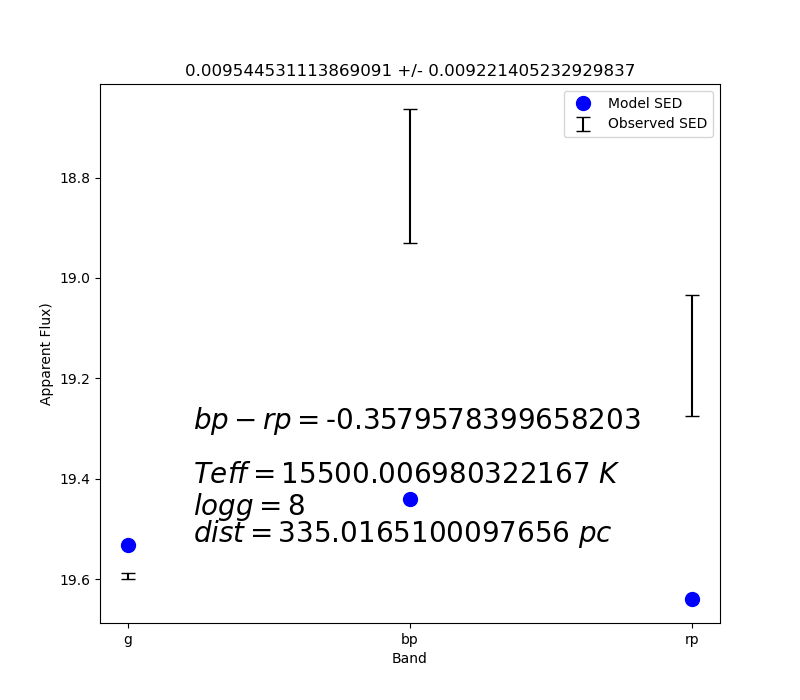 0.009544531113869091 +/- 0.009221405232929837
Model SED
Observed SED
18.8
19.0
19.2
19.4
19.6
Apparent Flux)
bp − rp = -0.3579578399658203
Teff = 15500.006980322167 K
logg = 8
dist = 335.0165100097656 pc
g
bp
rp
Band